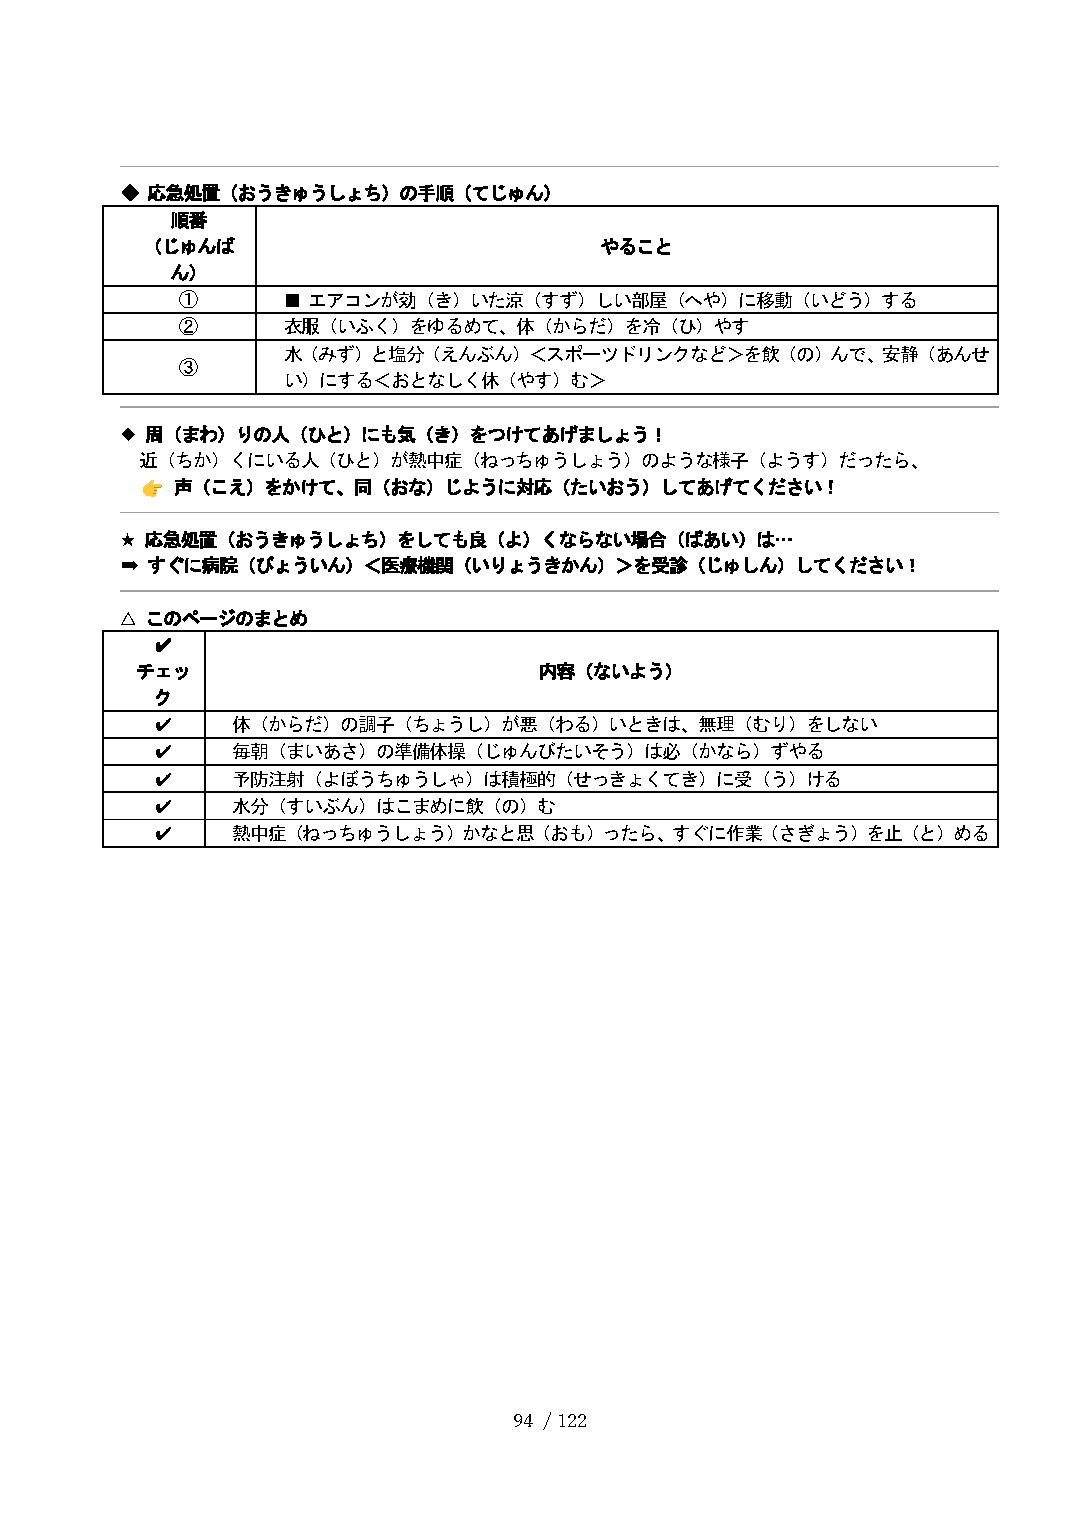 ◆ 応急処置（おうきゅうしょち）の手順（てじゅん）
順番
（じゅんば
ん）
やること
① ■ エアコンが効（き）いた涼（すず）しい部屋（へや）に移動（いどう）する
② 衣服（いふく）をゆるめて、体（からだ）を冷（ひ）やす
③ 水（みず）と塩分（えんぶん）＜スポーツドリンクなど＞を飲（の）んで、安静（あんせ
い）にする＜おとなしく休（やす）む＞
◆ 周（まわ）りの人（ひと）にも気（き）をつけてあげましょう！
近（ちか）くにいる人（ひと）が熱中症（ねっちゅうしょう）のような様子（ようす）だったら、
👉 声（こえ）をかけて、同（おな）じように対応（たいおう）してあげてください！
★ 応急処置（おうきゅうしょち）をしても良（よ）くならない場合（ばあい）は…
➡ すぐに病院（びょういん）＜医療機関（いりょうきかん）＞を受診（じゅしん）してください！
△ このページのまとめ
✔
チェッ
ク
内容（ないよう）
✔ 体（からだ）の調子（ちょうし）が悪（わる）いときは、無理（むり）をしない
✔ 毎朝（まいあさ）の準備体操（じゅんびたいそう）は必（かなら）ずやる
✔ 予防注射（よぼうちゅうしゃ）は積極的（せっきょくてき）に受（う）ける
✔ 水分（すいぶん）はこまめに飲（の）む
✔ 熱中症（ねっちゅうしょう）かなと思（おも）ったら、すぐに作業（さぎょう）を止（と）める
94 / 122